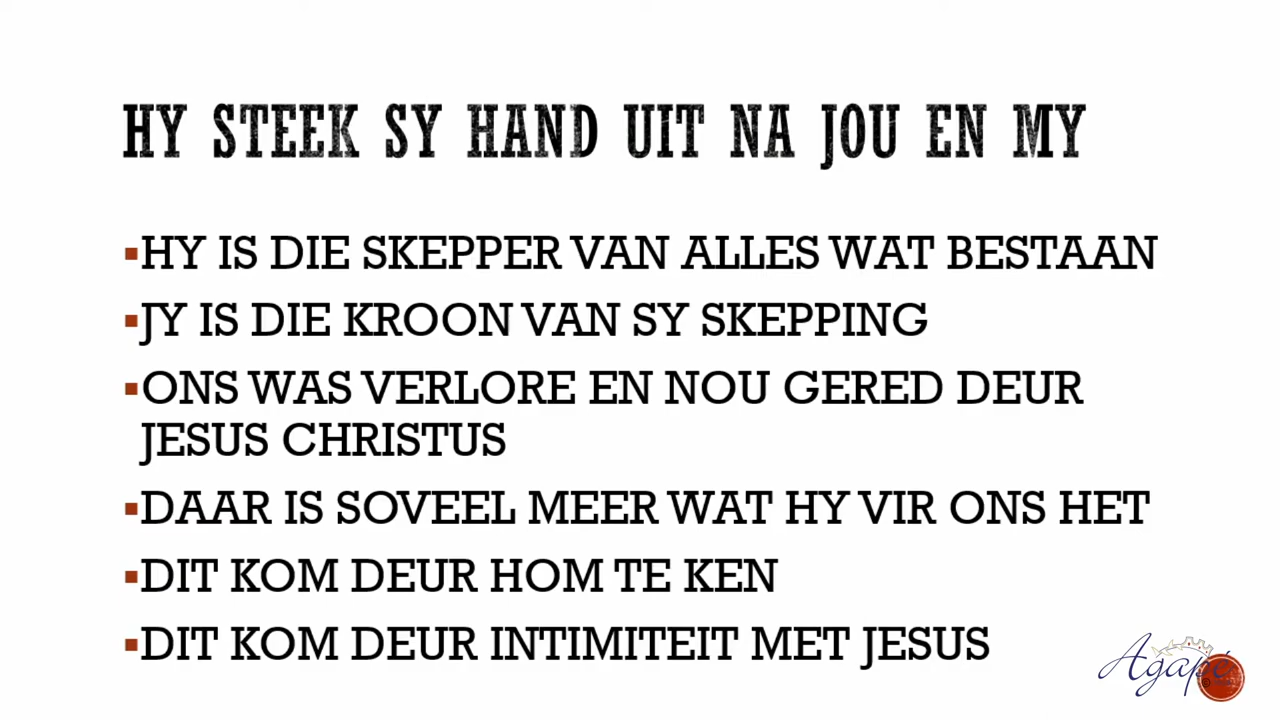 HY STEEK SY HAND UIT NA JOU EN MY
▪HY IS DIE SKEPPER VAN ALLES WAT BESTAAN
▪JY IS DIE KROON VAN SY SKEPPING
▪ONS WAS VERLORE EN NOU GERED DEUR
JESUS CHRISTUS
▪DAAR IS SOVEEL MEER WAT HY VIR ONS HET
▪DIT KOM DEUR HOM TE KEN
▪DIT KOM DEUR INTIMITEIT MET JESUS
Agapé